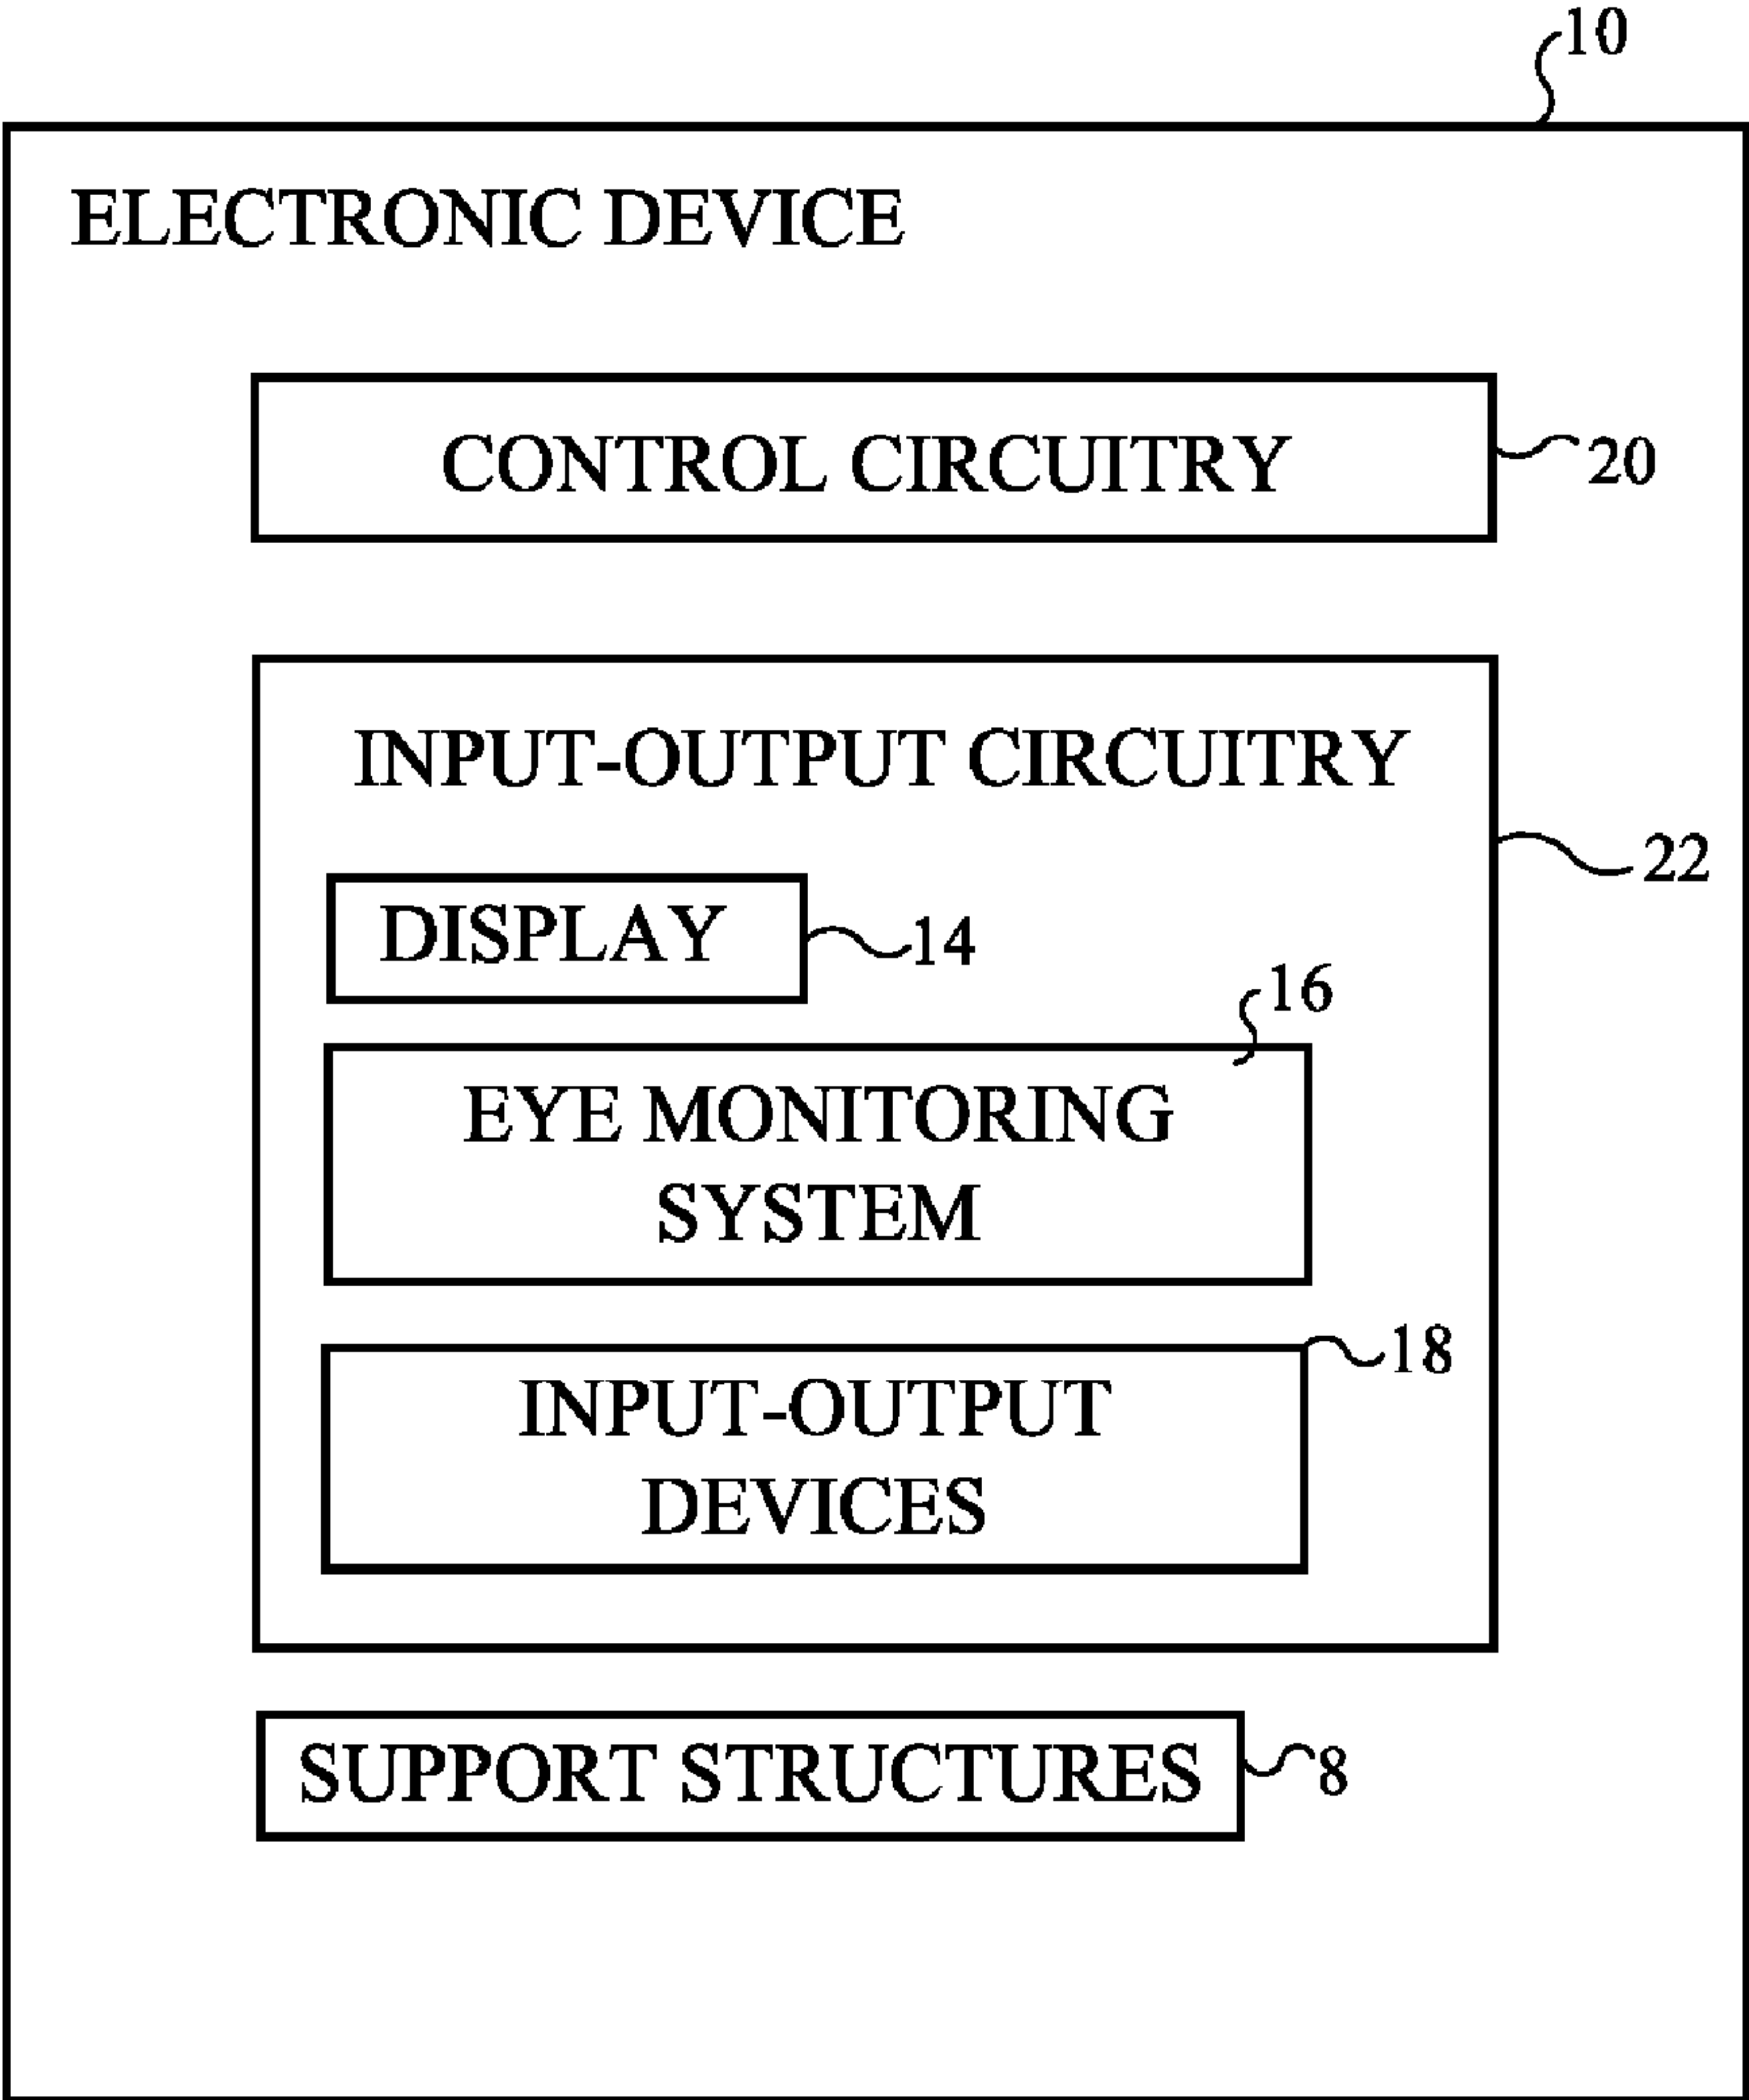 10
ELECTRONIC DEVICE
CONTROL CIRCUITRY
20
INPUT-OUTPUT CIRCUITRY
22
DISPLAY
14
16
EYE MONITORING
SYSTEM
18
INPUT-OUTPUT
DEVICES
SUPPORT STRUCTURES
8